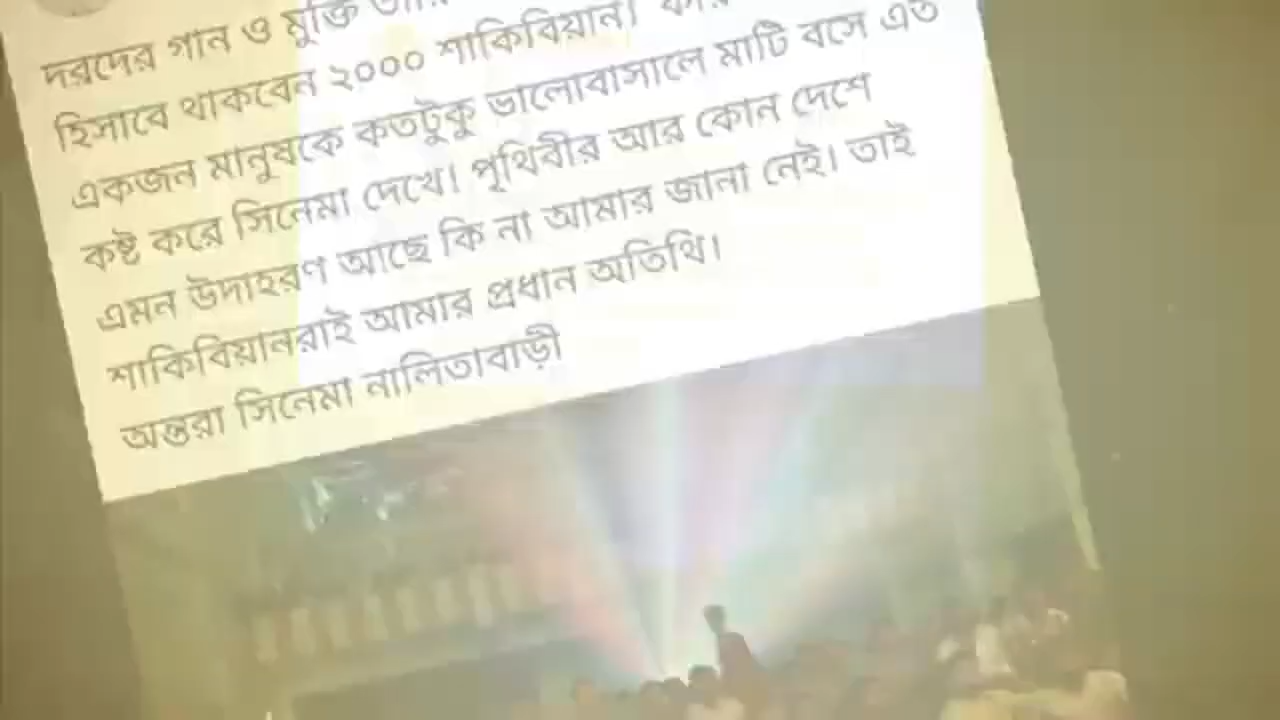 দরদের গান ও মুক্তি
হিসাবে থাকবেন ২০০০ শাকিবিয়ান।
একজন মানুষকে কতটুকু ভালোবাসালে মাটি বসে এত
কষ্ট করে সিনেমা দেখে। পৃথিবীর আর কোন দেশে
এমন উদাহরণ আছে কি না আমার জানা নেই। তাই
শাকিবিয়ানরাই আমার প্রধান অতিথি।
অন্তরা সিনেমা নালিতাবাড়ী